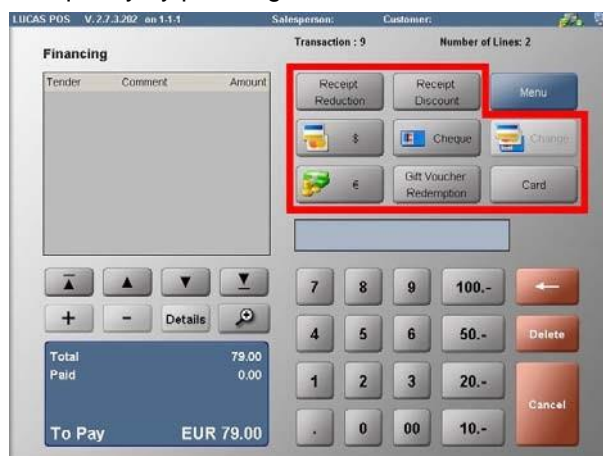 LUCAS POS V.2.7.3.202 on 1-1-1 Salesperson: Customer:
Financing
Transaction : 9 Number of Lines: 2
Tender Comment Amount
Receipt Reduction
Receipt Discount
Menu
$
Cheque
Change
€
Gift Voucher Redemption
Card
7 8 9 100.-
+ - Details
4 5 6 50.- Delete
Total 79.00
Paid 0.00
1 2 3 20.-
Cancel
To Pay EUR 79.00
. 0 00 10.-